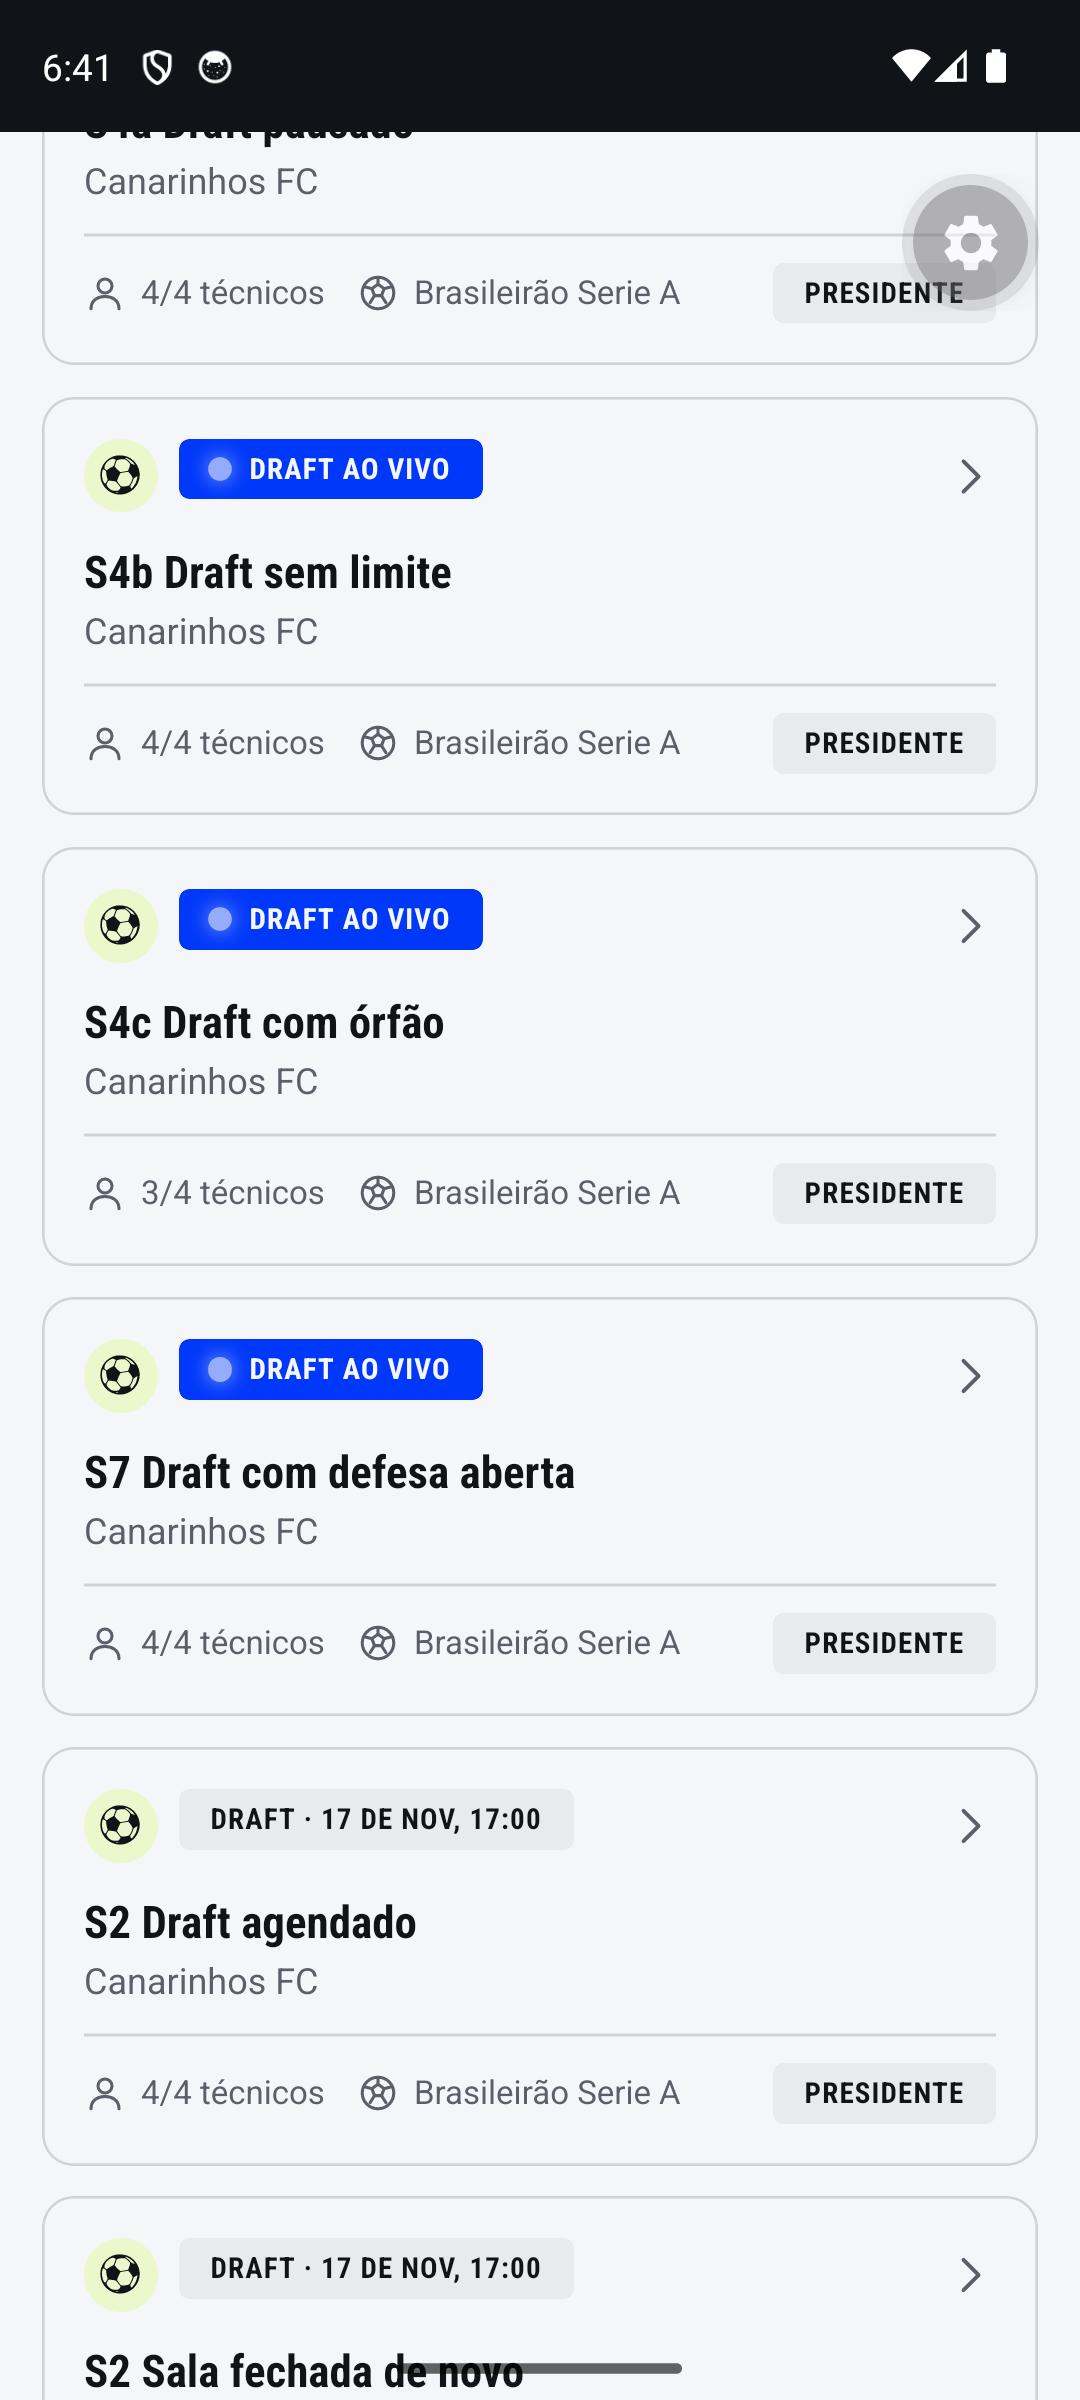 6:41
Canarinhos FC
4/4 técnicos Brasileirão Serie A PRESIDENTE
DRAFT AO VIVO
S4b Draft sem limite
Canarinhos FC
4/4 técnicos Brasileirão Serie A PRESIDENTE
DRAFT AO VIVO
S4c Draft com órfão
Canarinhos FC
3/4 técnicos Brasileirão Serie A PRESIDENTE
DRAFT AO VIVO
S7 Draft com defesa aberta
Canarinhos FC
4/4 técnicos Brasileirão Serie A PRESIDENTE
DRAFT · 17 DE NOV, 17:00
S2 Draft agendado
Canarinhos FC
4/4 técnicos Brasileirão Serie A PRESIDENTE
DRAFT · 17 DE NOV, 17:00
S2 Sala fechada de novo